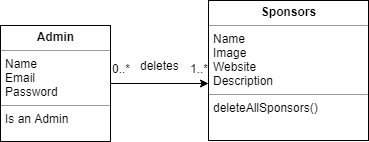 Admin
Name
Email
Password
Is an Admin
0..*
deletes
1..*
Sponsors
Name
Image
Website
Description
deleteAllSponsors()